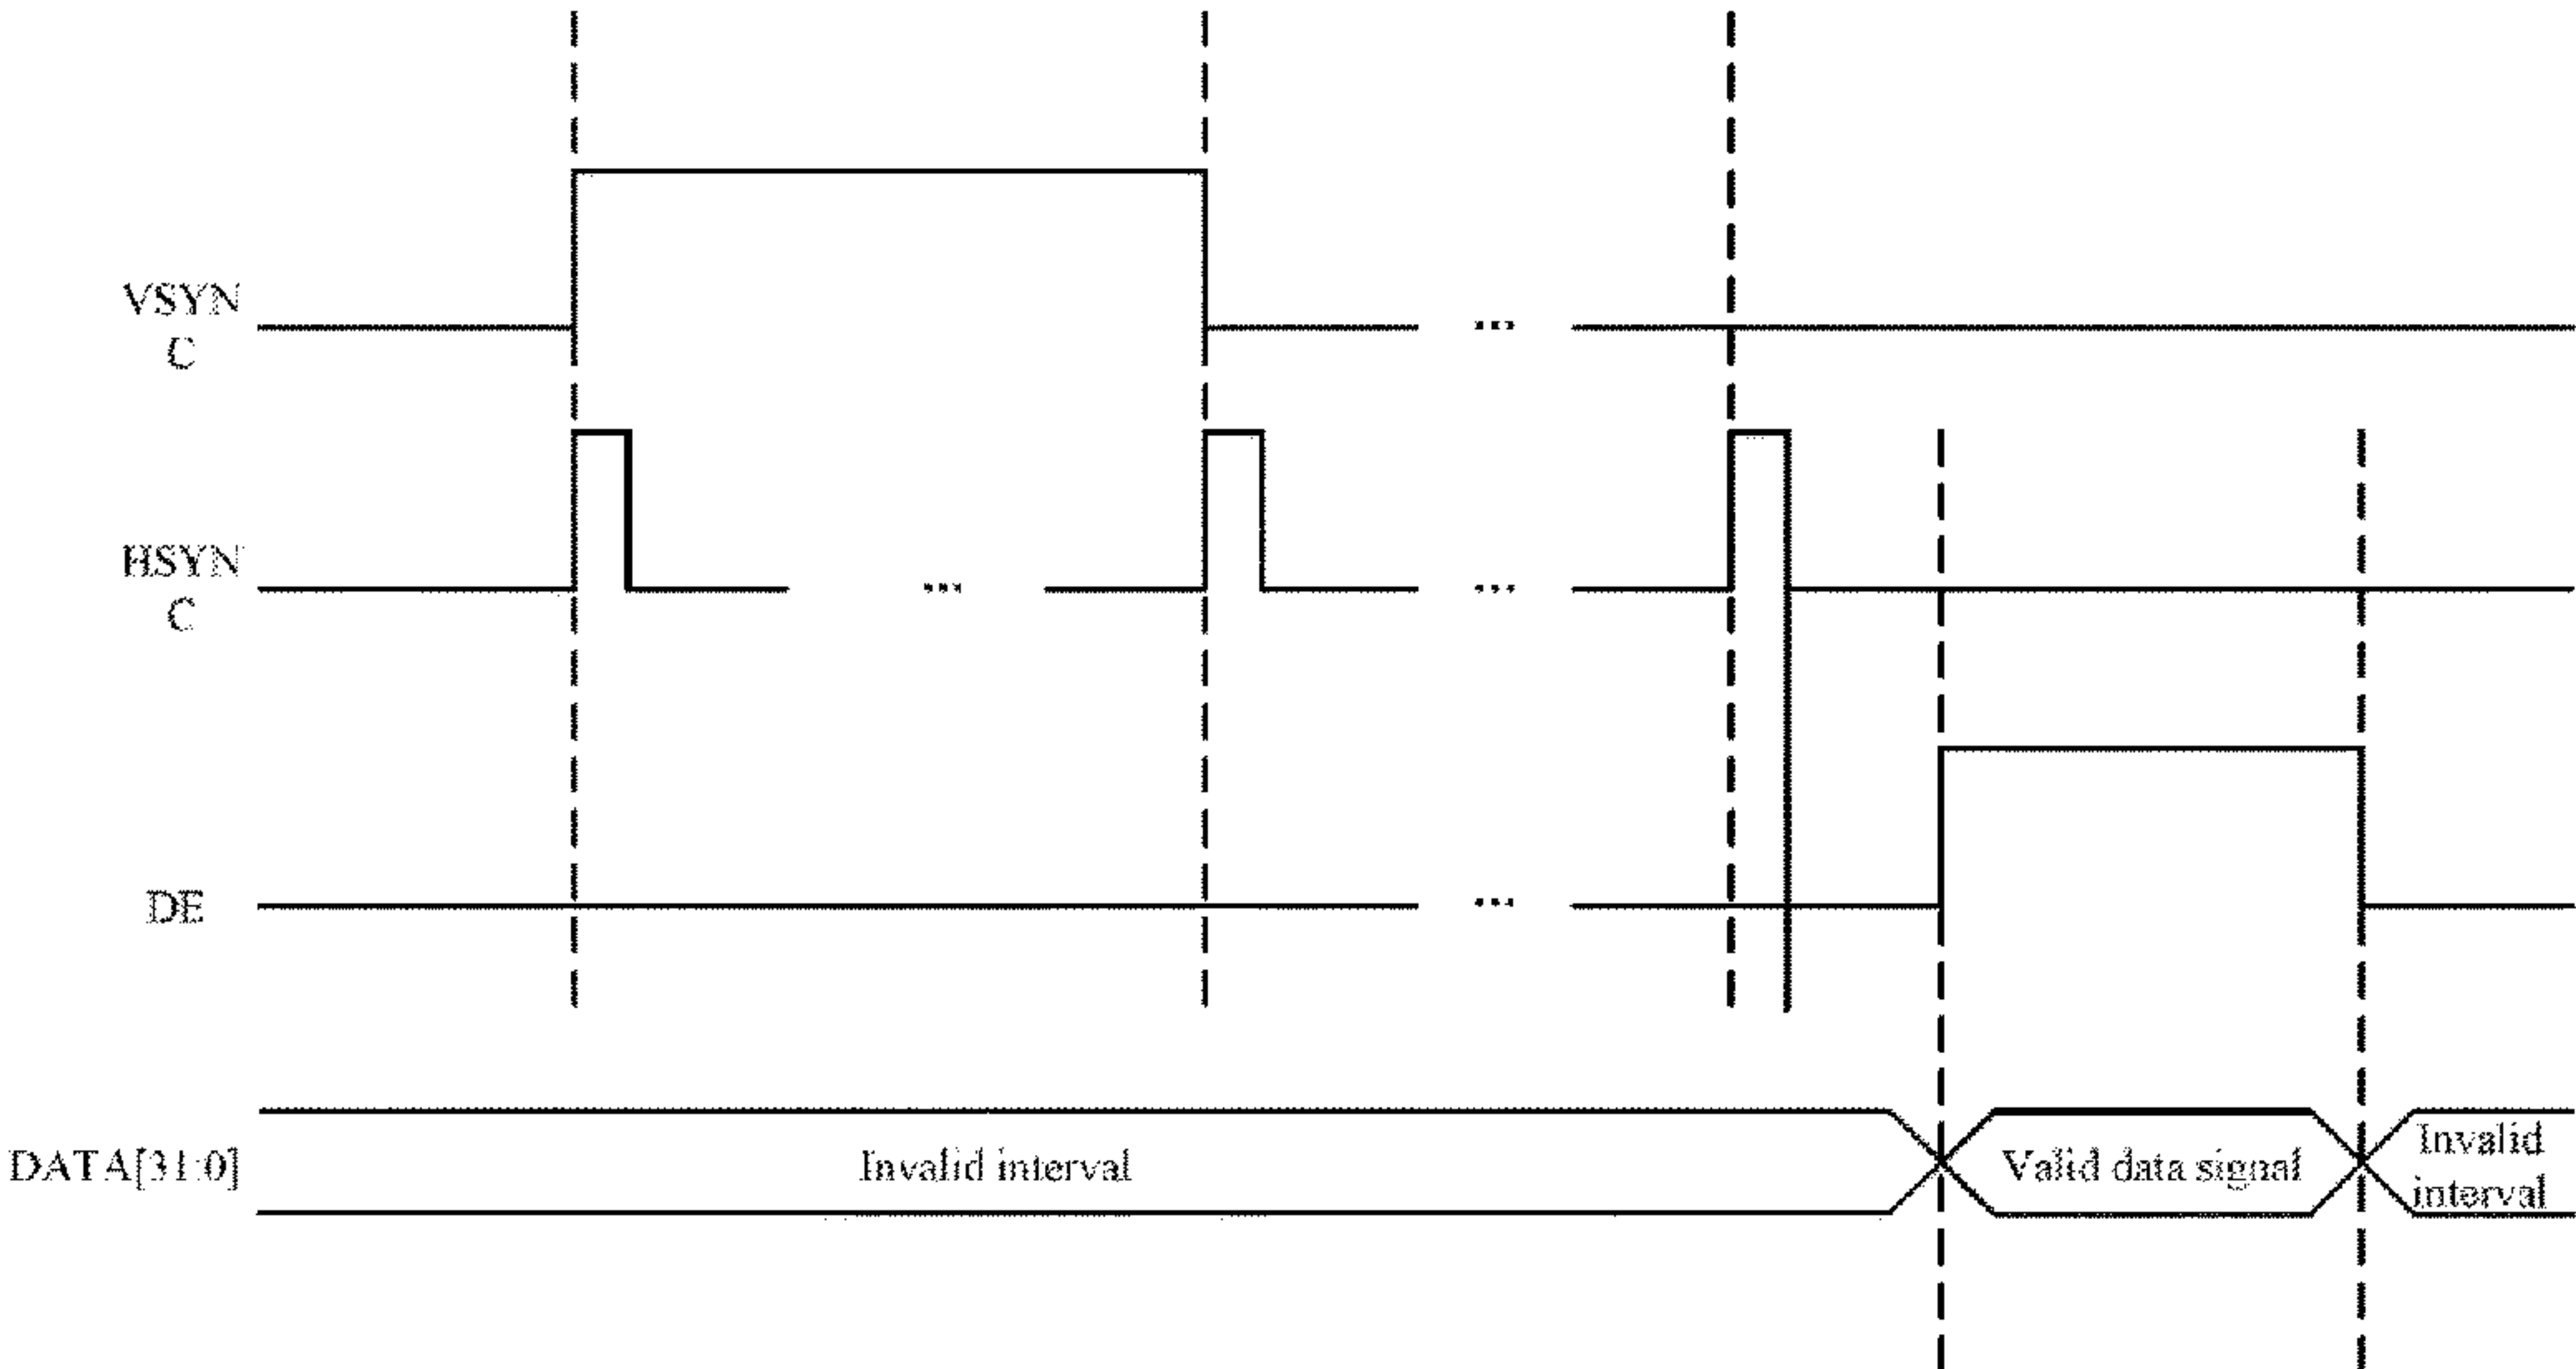 VSYN
C
...
HSYN
C
...
...
DE
...
DATA[31:0]
Invalid interval
Valid data signal
Invalid
interval